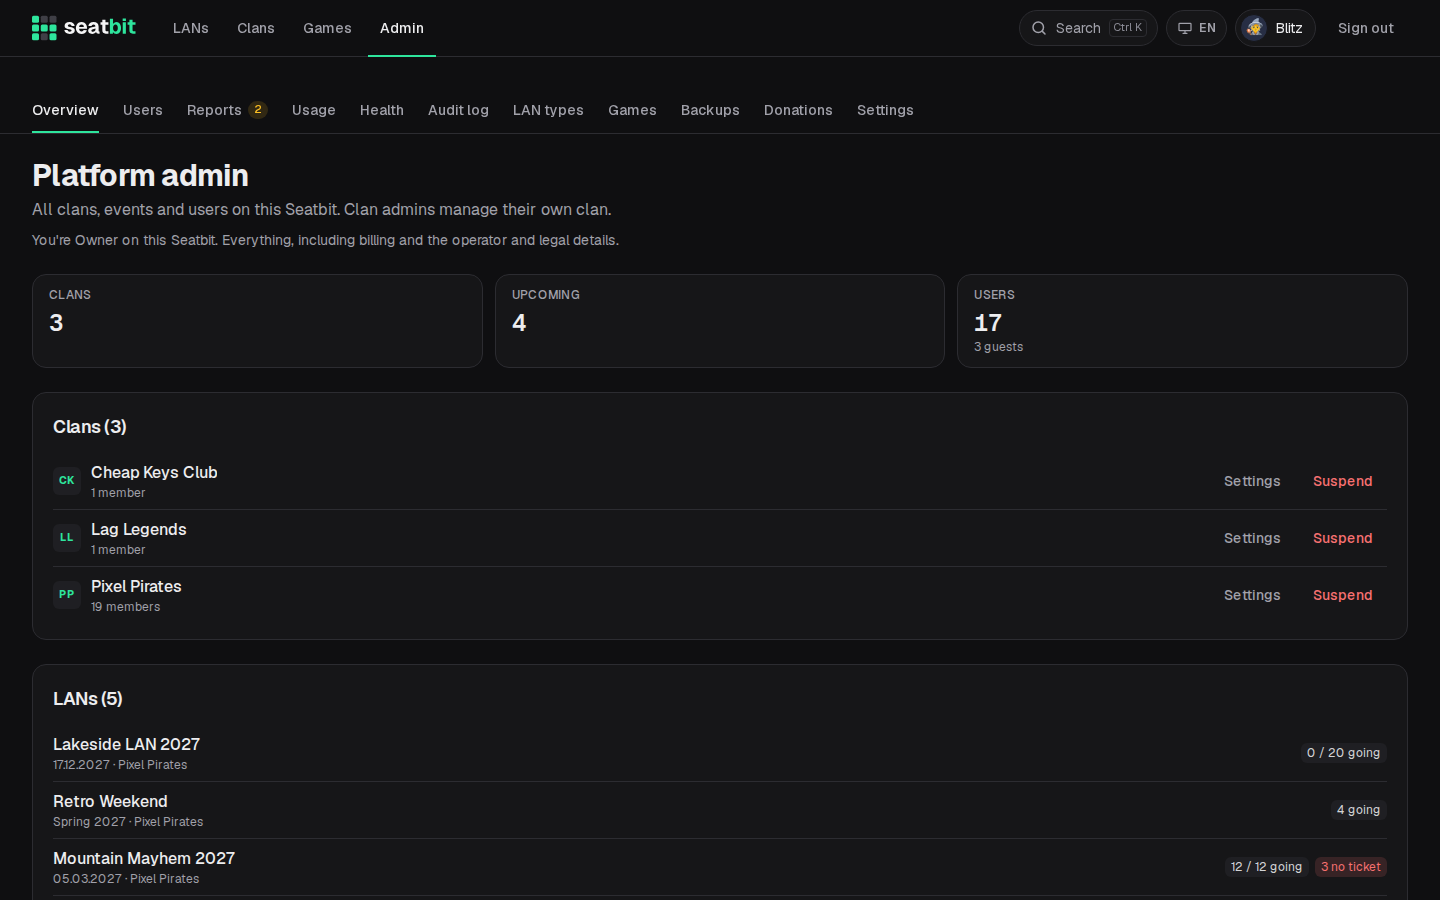 seatbit LANs Clans Games Admin Search Ctrl K EN Blitz Sign out
Overview Users Reports 2 Usage Health Audit log LAN types Games Backups Donations Settings
Platform admin
All clans, events and users on this Seatbit. Clan admins manage their own clan.
You're Owner on this Seatbit. Everything, including billing and the operator and legal details.
CLANS
3
UPCOMING
4
USERS
17
3 guests
Clans (3)
CK Cheap Keys Club
1 member
Settings Suspend
LL Lag Legends
1 member
Settings Suspend
PP Pixel Pirates
19 members
Settings Suspend
LANs (5)
Lakeside LAN 2027
17.12.2027 · Pixel Pirates
0 / 20 going
Retro Weekend
Spring 2027 · Pixel Pirates
4 going
Mountain Mayhem 2027
05.03.2027 · Pixel Pirates
12 / 12 going 3 no ticket